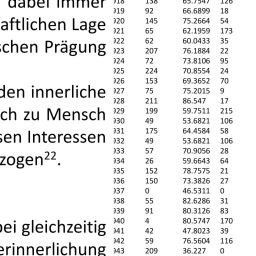 dabei immer
aftlichen Lage
schen Prägung
den innerliche
ch zu Mensch
sen Interessen
zogen²².
ei gleichzeitig
erinnerlichung
918 138 65.7547 126
919 92 66.6899 18
020 145 75.2664 54
021 65 62.1959 173
022 62 60.0433 35
023 207 76.1884 22
024 72 73.8106 95
025 224 70.8554 24
026 153 69.3652 70
027 75 75.2015 9
028 211 86.547 17
029 199 59.7511 215
030 49 53.6821 106
031 175 64.4584 58
032 49 53.6821 106
033 57 70.9056 28
034 26 59.6643 64
035 152 78.7575 21
036 150 73.3826 27
037 0 46.5311 0
038 55 82.6286 31
039 91 80.3126 83
040 4 80.5747 170
041 42 47.8023 39
042 59 76.5604 116
043 209 36.227 0